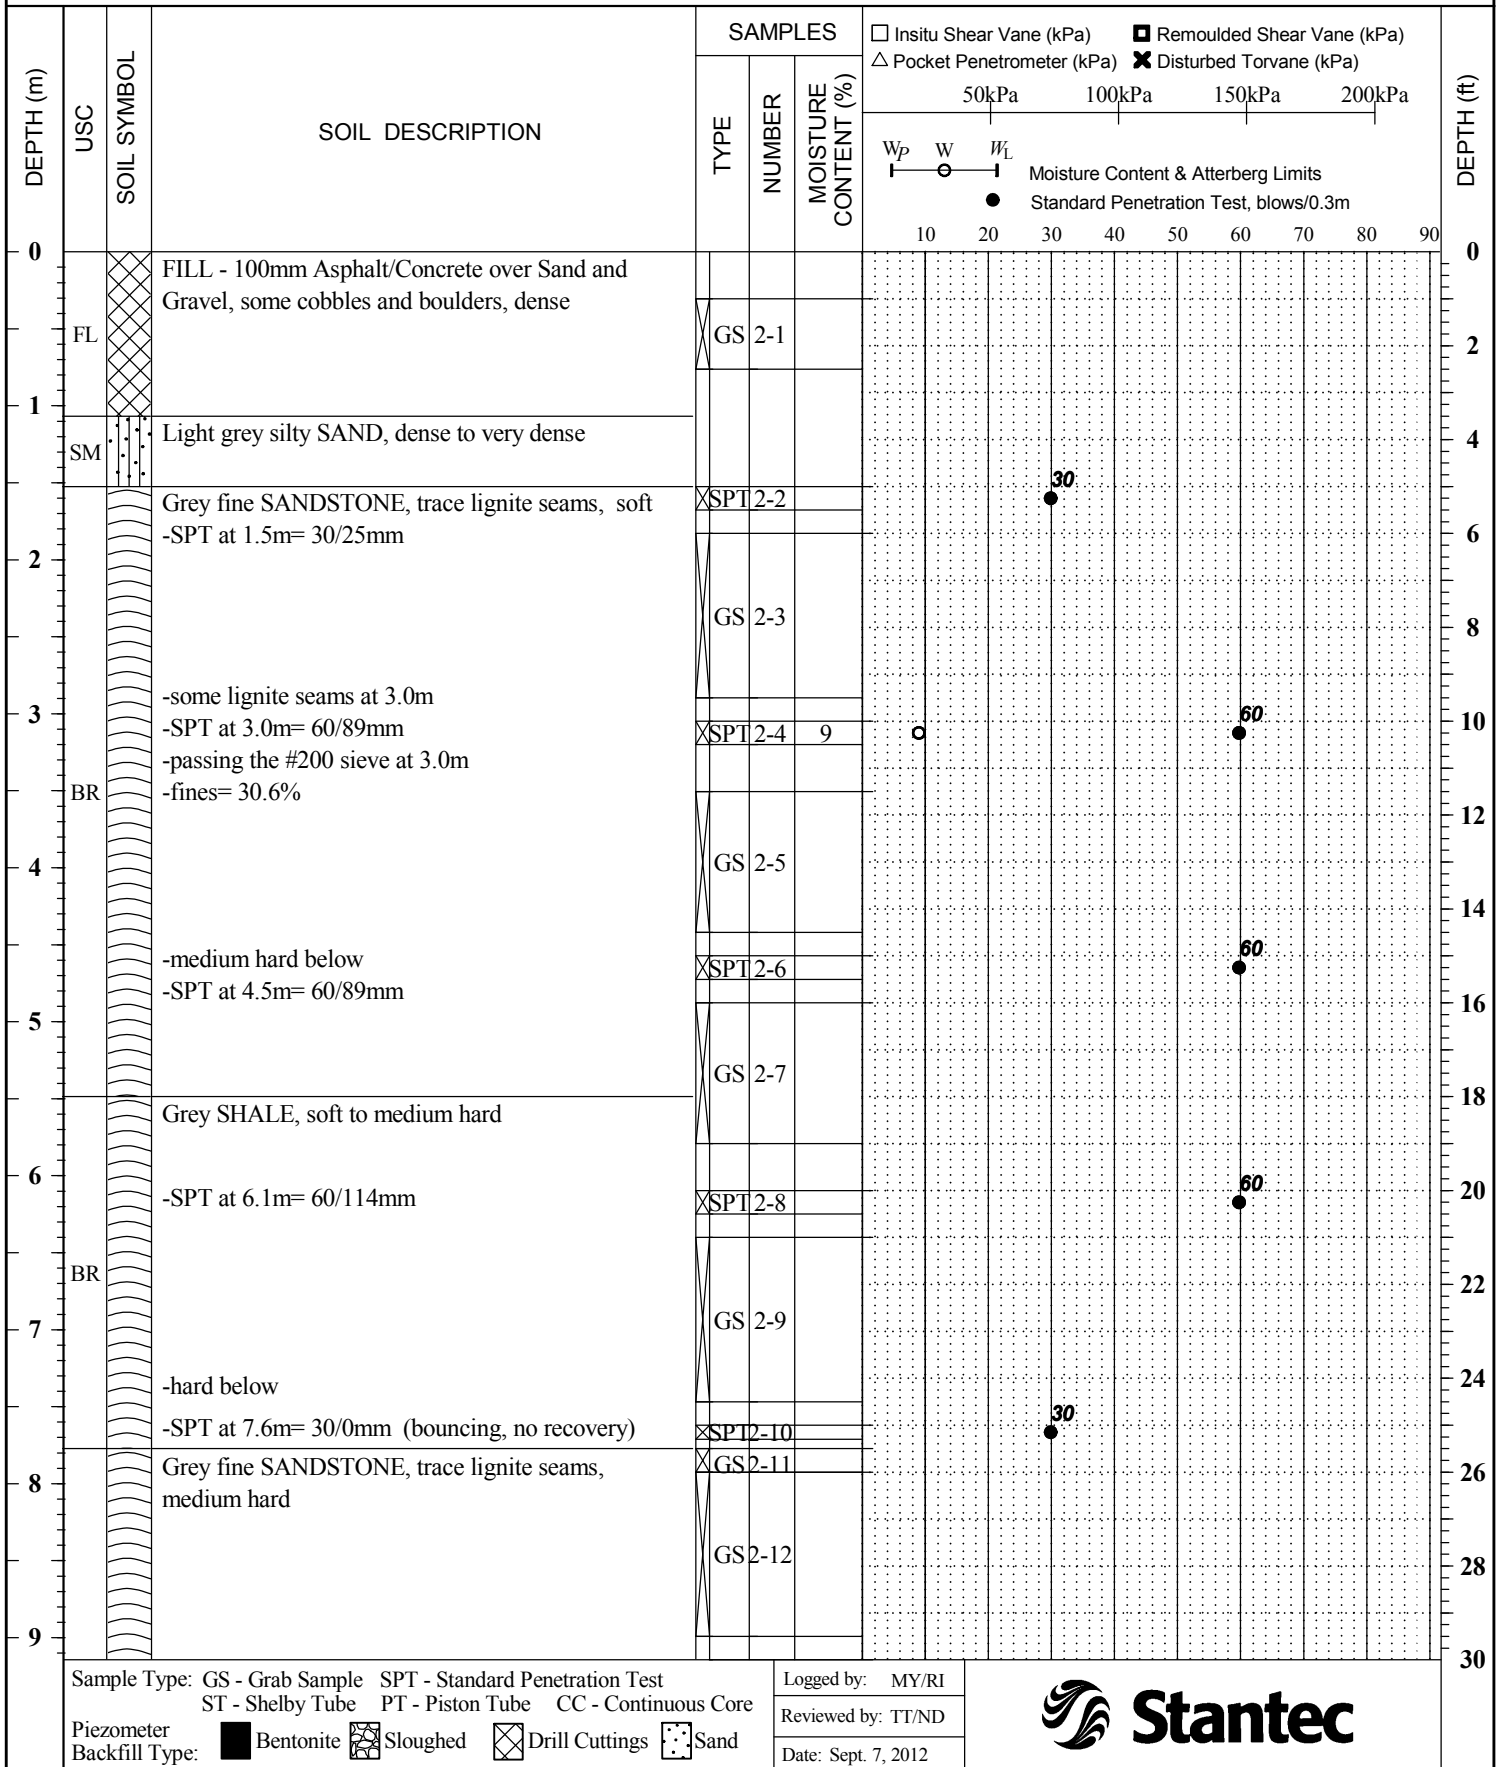 SAMPLES
□ Insitu Shear Vane (kPa) □ Remoulded Shear Vane (kPa)
△ Pocket Penetrometer (kPa) ✖ Disturbed Torvane (kPa)
50kPa 100kPa 150kPa 200kPa
DEPTH (m)
USC
SOIL SYMBOL
SOIL DESCRIPTION
TYPE
NUMBER
MOISTURE
CONTENT (%)
DEPTH (ft)
WP W WL
Moisture Content & Atterberg Limits
● Standard Penetration Test, blows/0.3m
10 20 30 40 50 60 70 80 90
0 0
FILL - 100mm Asphalt/Concrete over Sand and
Gravel, some cobbles and boulders, dense
FL GS 2-1
2
1
Light grey silty SAND, dense to very dense
4
SM
30
Grey fine SANDSTONE, trace lignite seams, soft SPT 2-2
-SPT at 1.5m= 30/25mm 6
2
GS 2-3
8
-some lignite seams at 3.0m
3 60
10
-SPT at 3.0m= 60/89mm SPT 2-4 9
-passing the #200 sieve at 3.0m
BR -fines= 30.6%
12
4 GS 2-5
14
-medium hard below 60
SPT 2-6
-SPT at 4.5m= 60/89mm 16
5
GS 2-7
18
Grey SHALE, soft to medium hard
6 60
20
-SPT at 6.1m= 60/114mm SPT 2-8
BR
22
7 GS 2-9
24
-hard below
30
-SPT at 7.6m= 30/0mm (bouncing, no recovery) SPT 2-10
Grey fine SANDSTONE, trace lignite seams, GS 2-11 26
8
medium hard
GS 2-12
28
9
30
Sample Type: GS - Grab Sample SPT - Standard Penetration Test
ST - Shelby Tube PT - Piston Tube CC - Continuous Core
Piezometer
Backfill Type: Bentonite Sloughed Drill Cuttings Sand
Logged by: MY/RI
Reviewed by: TT/ND
Date: Sept. 7, 2012
Stantec